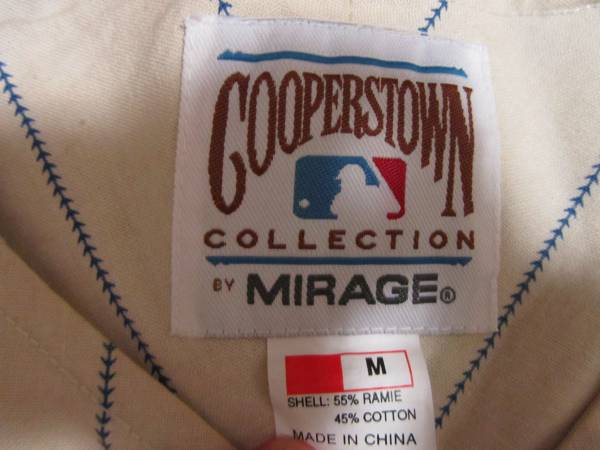 COOPERSTOWN
COLLECTION
BY MIRAGE®
M
SHELL: 55% RAMIE
45% COTTON
MADE IN CHINA